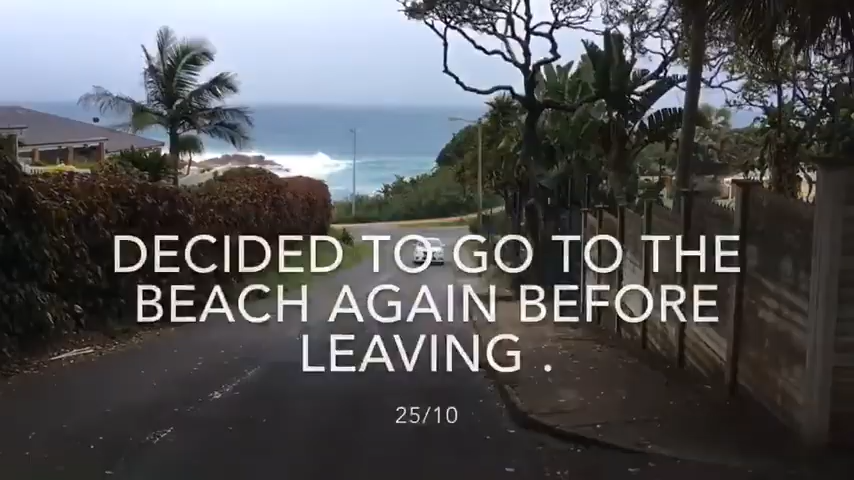 DECIDED TO GO TO THE
BEACH AGAIN BEFORE
LEAVING .
25/10